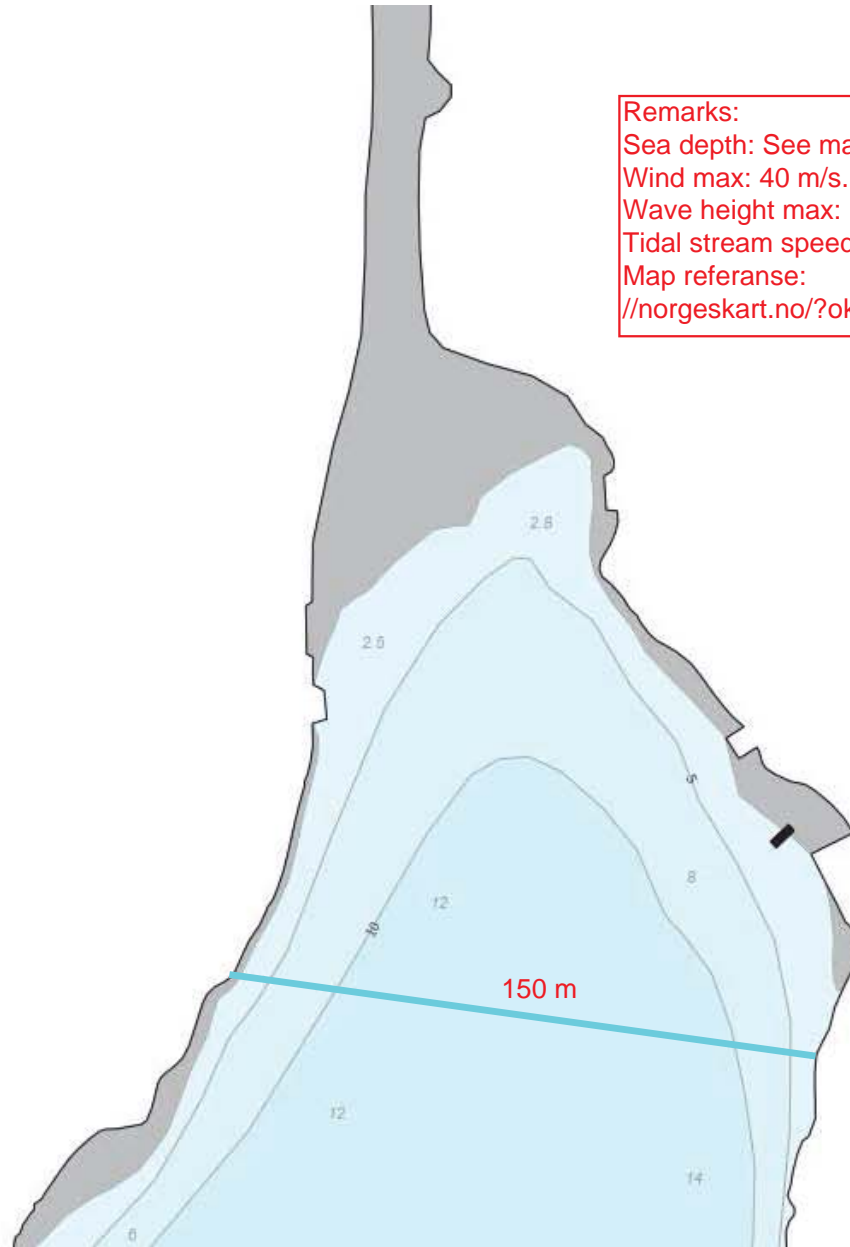 Remarks:
Sea depth: See ma
Wind max: 40 m/s.
Wave height max:
Tidal stream speed
Map referanse:
//norgeskart.no/?ok
2.8
2.5
5
8
12
10
150 m
12
14
6